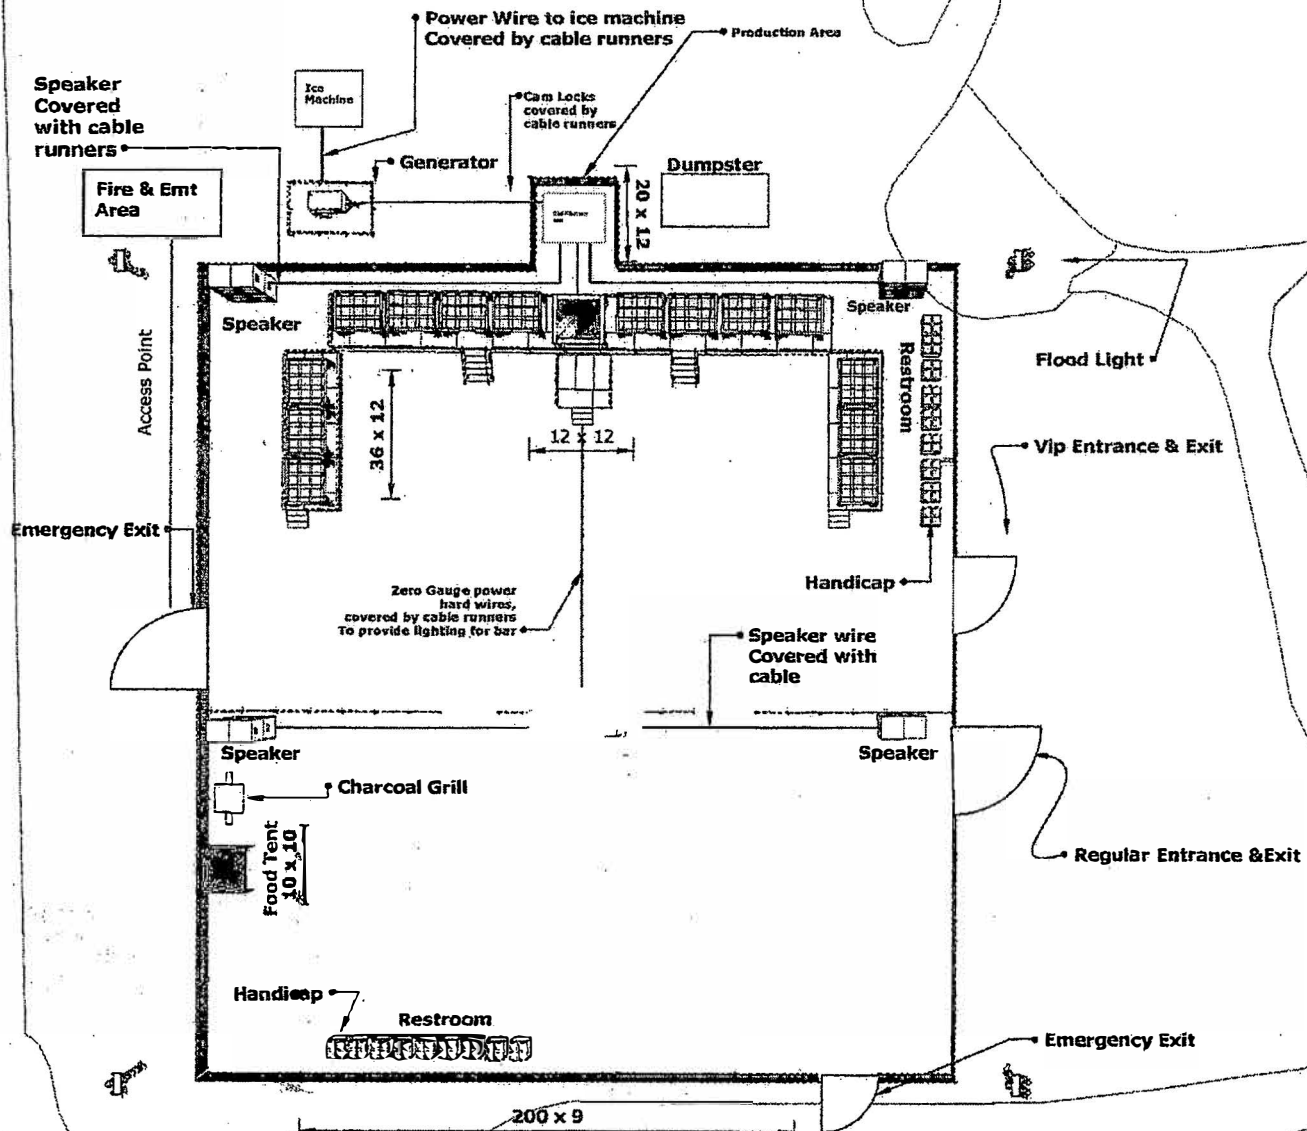 Power Wire to ice machine
Covered by cable runners
Production Area
Speaker
Covered
with cable
runners
Ice
Machine
Cam Locks
covered by
cable runners
Generator
Dumpster
Fire & Emt
Area
20 x 12
Speaker
Speaker
Access Point
Restroom
Flood Light
36 x 12
12 x 12
Vip Entrance & Exit
Emergency Exit
Handicap
Zero Gauge power
hard wires,
covered by cable runners
To provide lighting for bar
Speaker wire
Covered with
cable
Speaker
Speaker
Charcoal Grill
Food Tent
10 x 10
Regular Entrance &Exit
Handicap
Restroom
Emergency Exit
200 x 9